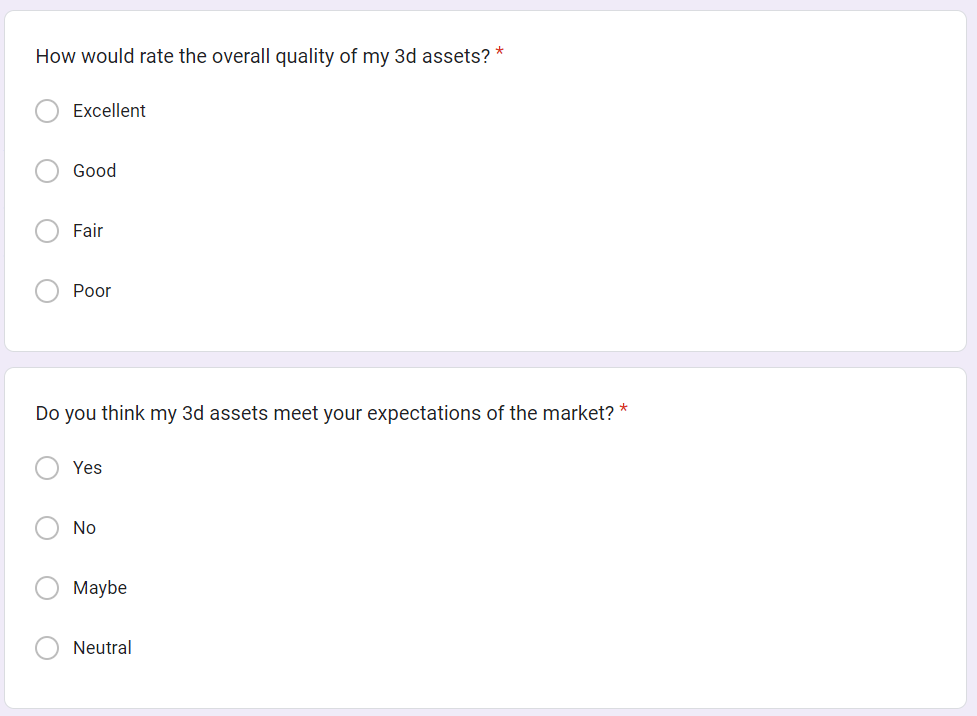 How would rate the overall quality of my 3d assets? *
Excellent
Good
Fair
Poor
Do you think my 3d assets meet your expectations of the market? *
Yes
No
Maybe
Neutral